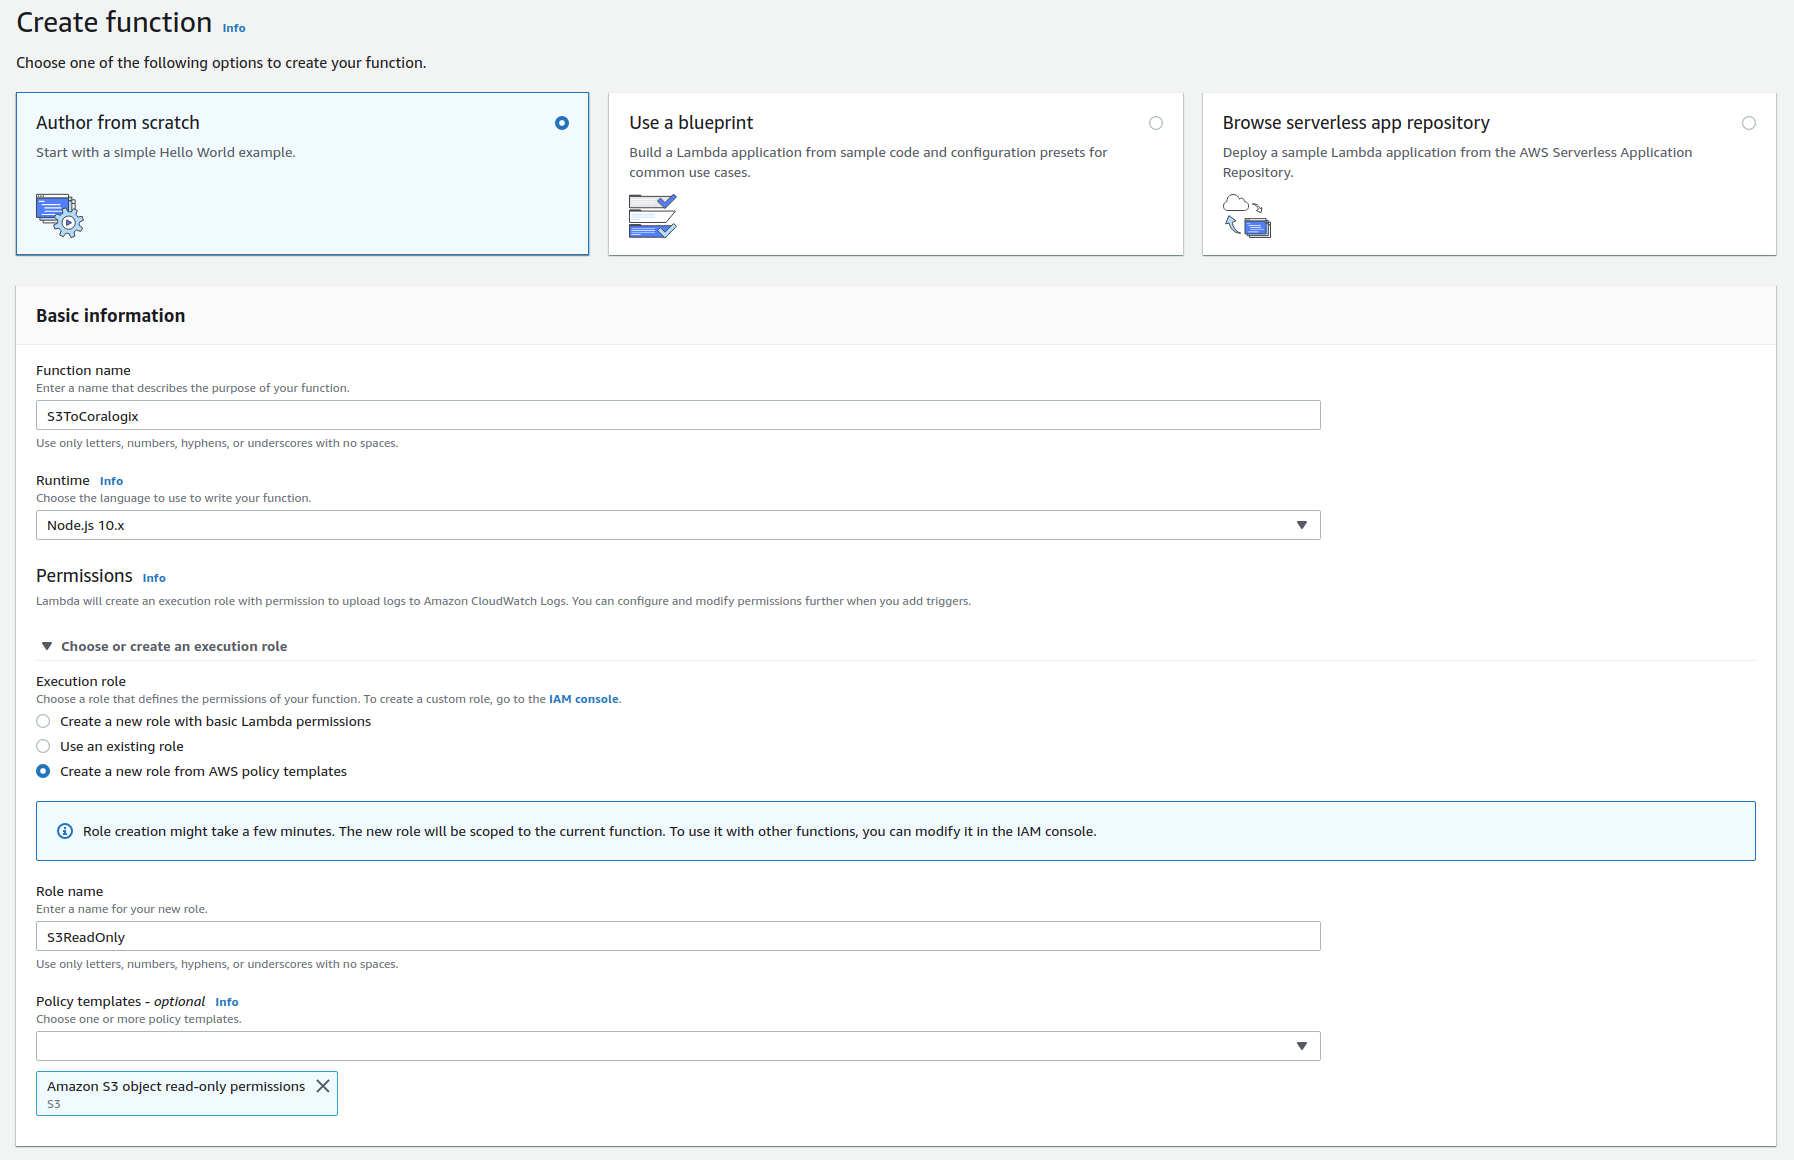 Create function Info
Choose one of the following options to create your function.
Author from scratch
Start with a simple Hello World example.
Use a blueprint
Build a Lambda application from sample code and configuration presets for
common use cases.
Browse serverless app repository
Deploy a sample Lambda application from the AWS Serverless Application
Repository.
Basic information
Function name
Enter a name that describes the purpose of your function.
S3ToCoralogix
Use only letters, numbers, hyphens, or underscores with no spaces.
Runtime Info
Choose the language to use to write your function.
Node.js 10.x
Permissions Info
Lambda will create an execution role with permission to upload logs to Amazon CloudWatch Logs. You can configure and modify permissions further when you add triggers.
Choose or create an execution role
Execution role
Choose a role that defines the permissions of your function. To create a custom role, go to the IAM console.
Create a new role with basic Lambda permissions
Use an existing role
Create a new role from AWS policy templates
Role creation might take a few minutes. The new role will be scoped to the current function. To use it with other functions, you can modify it in the IAM console.
Role name
Enter a name for your new role.
S3ReadOnly
Use only letters, numbers, hyphens, or underscores with no spaces.
Policy templates - optional Info
Choose one or more policy templates.
Amazon S3 object read-only permissions
S3